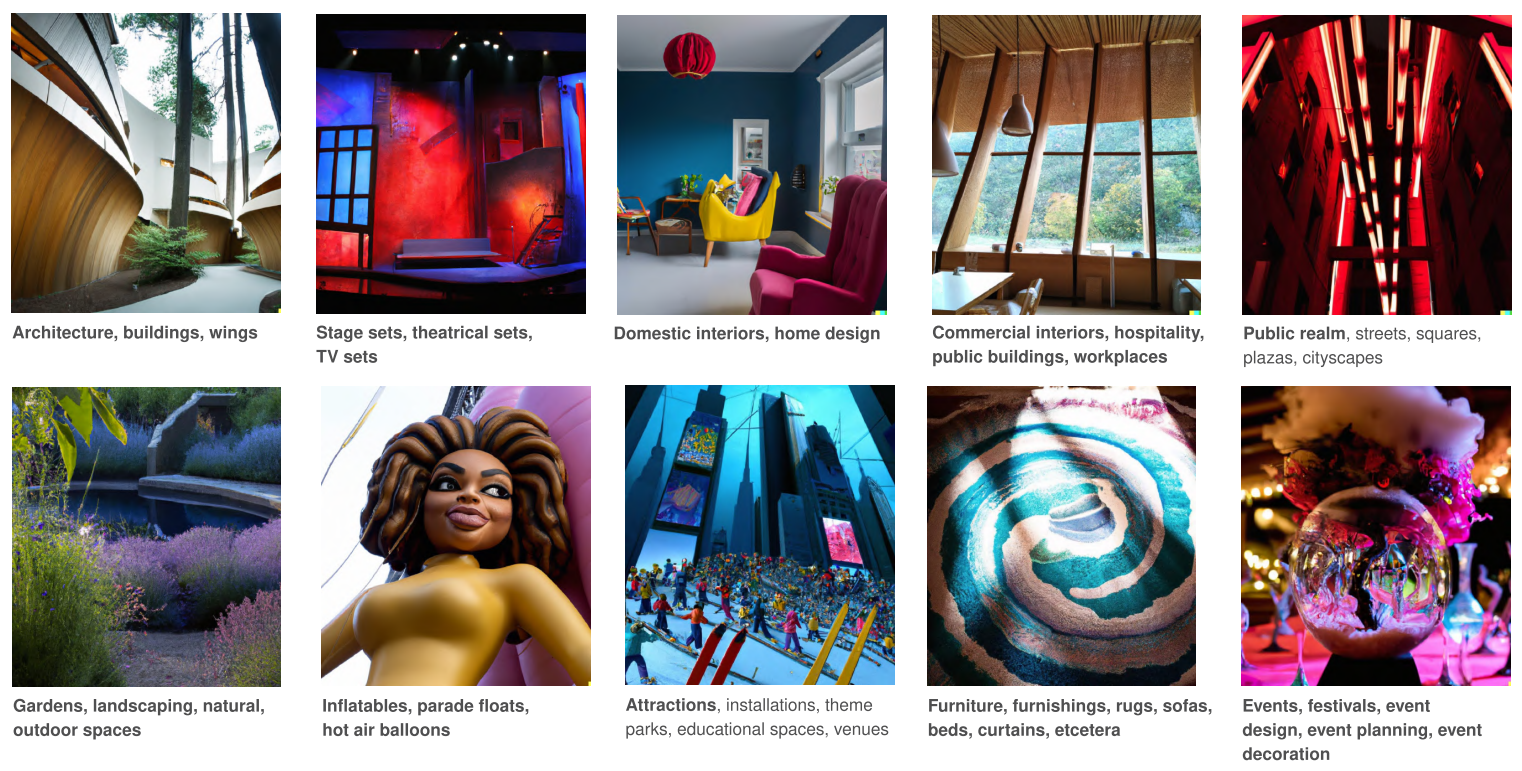 Architecture, buildings, wings
Stage sets, theatrical sets,
TV sets
Domestic interiors, home design
Commercial interiors, hospitality,
public buildings, workplaces
Public realm, streets, squares,
plazas, cityscapes
Gardens, landscaping, natural,
outdoor spaces
Inflatables, parade floats,
hot air balloons
Attractions, installations, theme
parks, educational spaces, venues
Furniture, furnishings, rugs, sofas,
beds, curtains, etcetera
Events, festivals, event
design, event planning, event
decoration